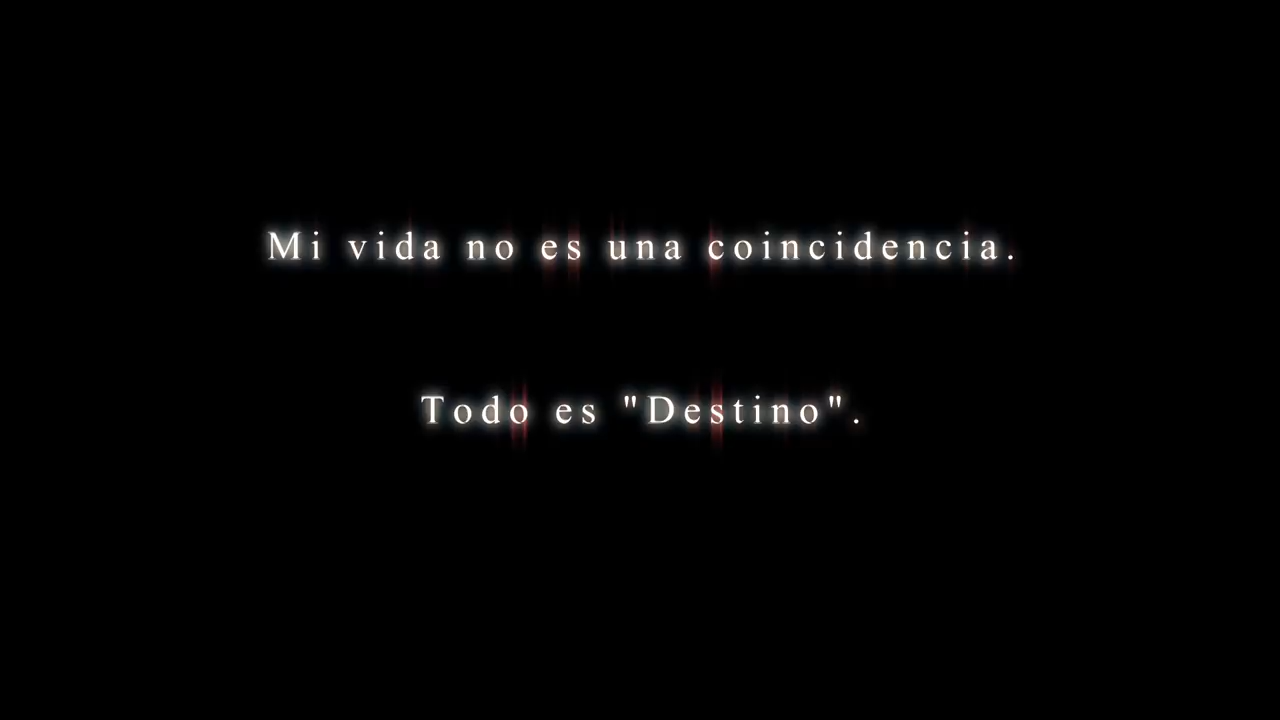 Mi vida no es una coincidencia.
Todo es "Destino".